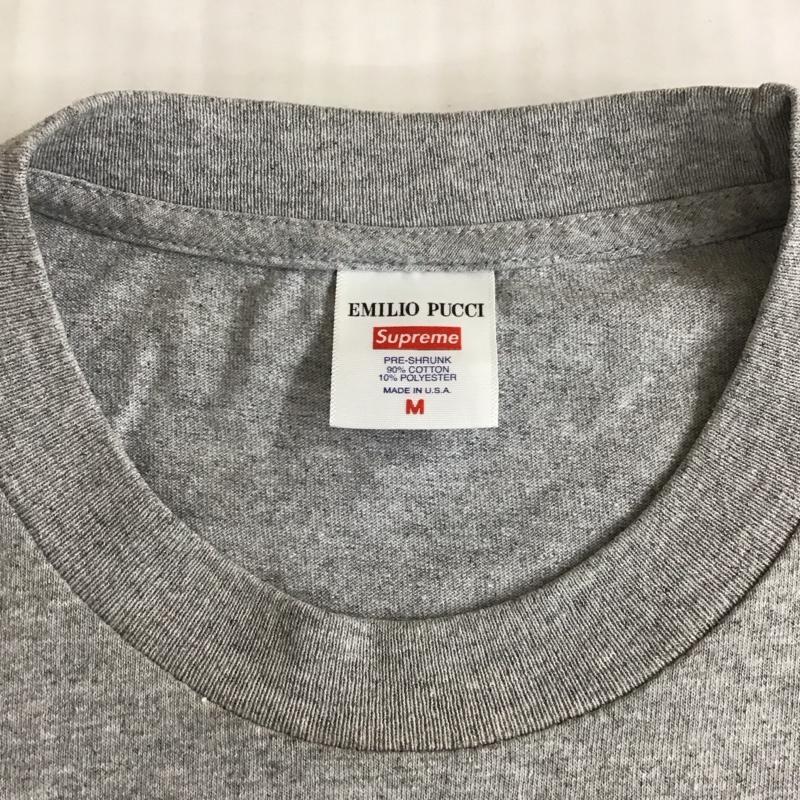 EMILIO PUCCI
Supreme
PRE-SHRUNK
90% COTTON
10% POLYESTER
MADE IN U.S.A.
M